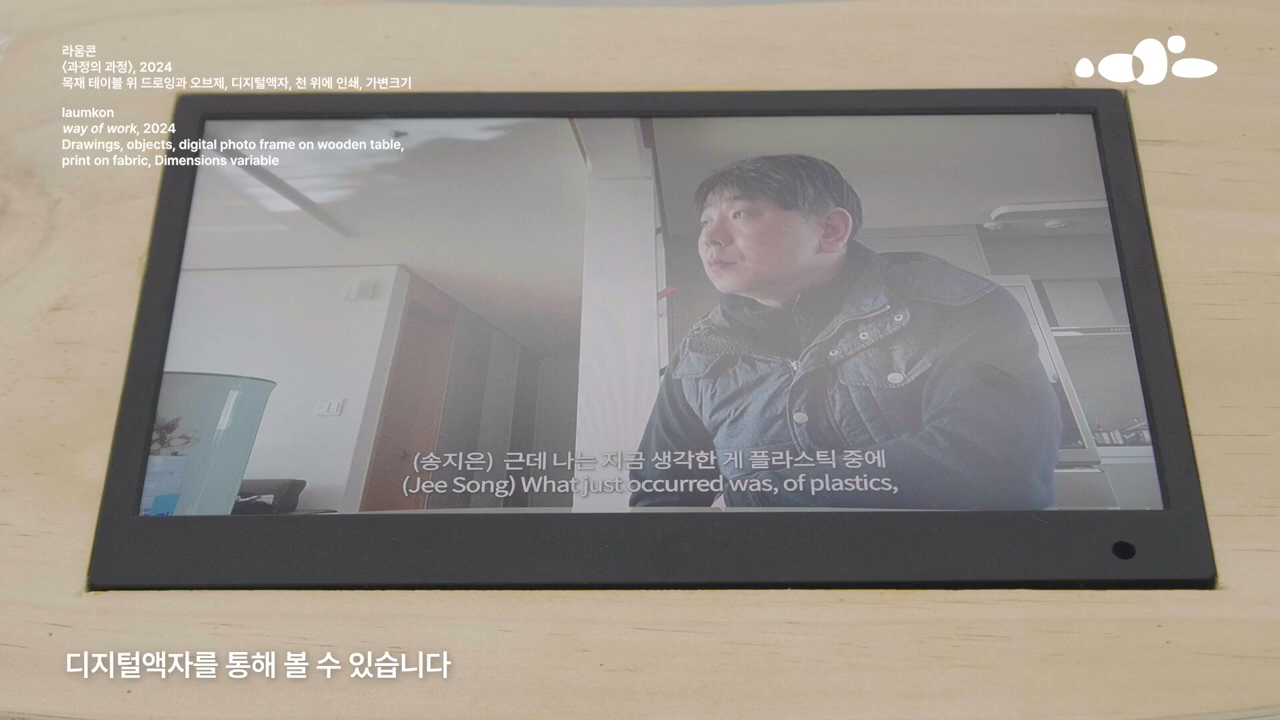 라움콘
〈과정의 과정〉, 2024
목재 테이블 위 드로잉과 오브제, 디지털액자, 천 위에 인쇄, 가변크기
laumkon
way of work, 2024
Drawings, objects, digital photo frame on wooden table,
print on fabric, Dimensions variable
(송지은) 근데 나는 지금 생각한 게 플라스틱 중에
(Jee Song) What just occurred was, of plastics,
디지털액자를 통해 볼 수 있습니다